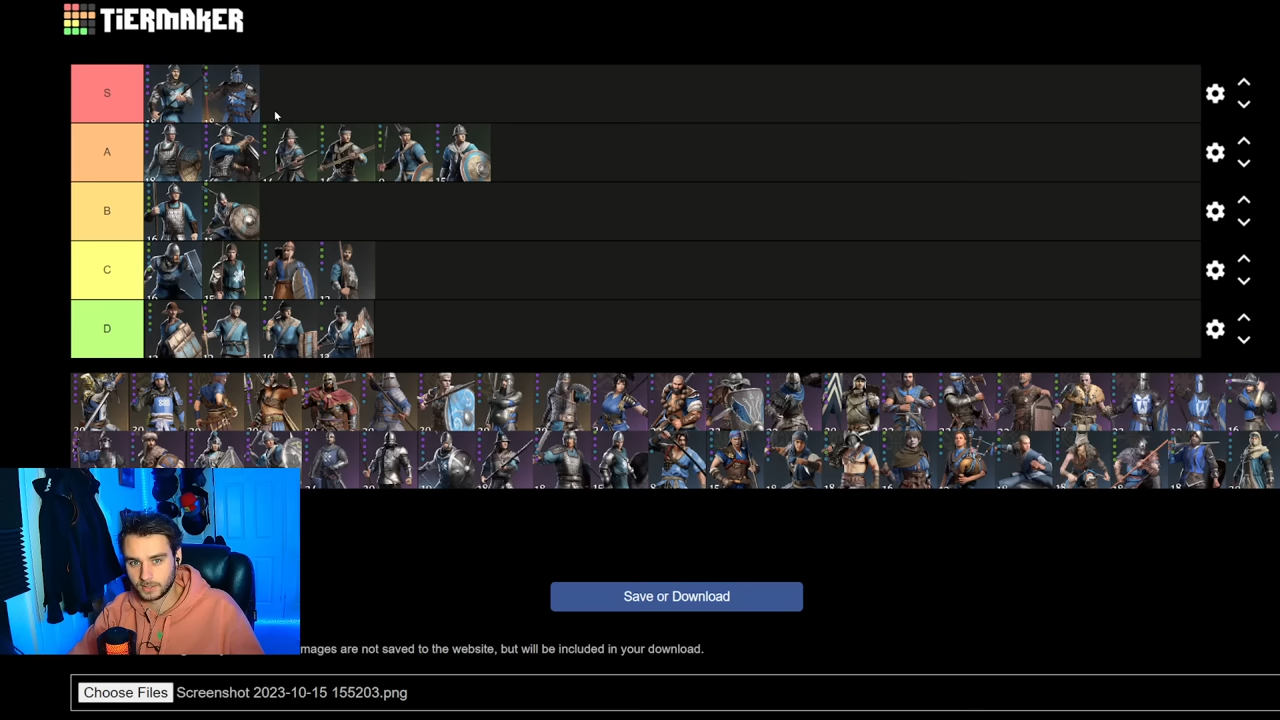 TiERMAKER
S
A
B
C
D
Save or Download
mages are not saved to the website, but will be included in your download.
Choose Files Screenshot 2023-10-15 155203.png